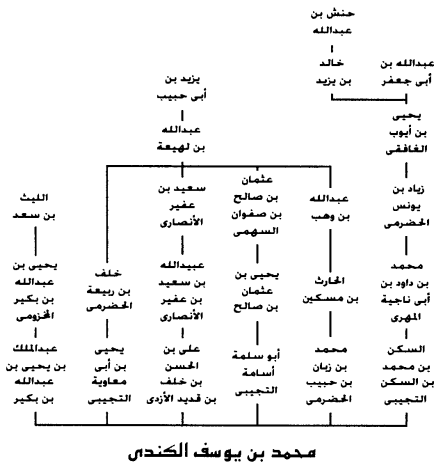 حنش بن
عبدالله
خالد
بن يزيد
عبدالله بن
أبى جعفر
يزيد بن
أبى حبيب
عبدالله
بن لهيعة
يحيى
بن أيوب
الغافقى
زياد بن
يونس
الحضرمى
عثمان
بن صالح
بن صفوان
السهمى
سعيد بن
عفير
الأنصارى
عبدالله
بن وهب
الليث
بن سعد
محمد
بن داود بن
أبى ناجية
المهرى
الحارث
بن مسكين
يحيى بن
عثمان
بن صالح
عبيدالله
بن سعيد
بن عفير
الأنصارى
خلف
بن ربيعة
الحضرمى
يحيى بن
عبدالله
بن بكير
المخزومى
السكن
بن محمد
بن السكن
التجيبى
محمد
بن زبان
بن حبيب
الحضرمى
أبو سلمة
أسامة
التجيبى
على بن
الحسن
بن خلف
بن قديد الأزدى
يحيى
بن أبى
معاوية
التجيبى
عبدالملك
بن يحيى بن
عبدالله
بن بكير
محمد بن يوسف الكندى